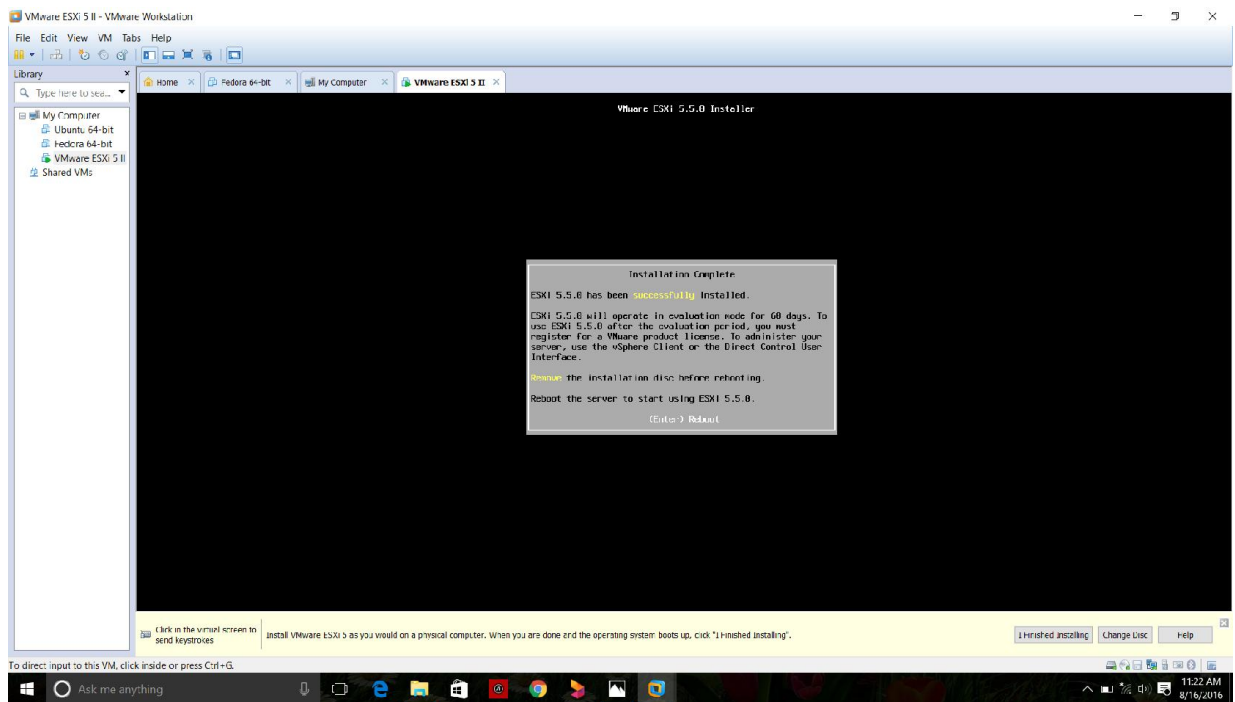 VMware ESXi 5 II - VMware Workstation
File Edit View VM Tabs Help
Library ×
Type here to sea...
Home × Fedora 64-bit × My Computer × VMware ESXi 5 II ×
My Computer
Ubuntu 64-bit
Fedora 64-bit
VMware ESXi 5 II
Shared VMs
VMware ESXi 5.5.0 Installer
Installation Complete
ESXi 5.5.0 has been successfully installed.
ESXi 5.5.0 will operate in evaluation mode for 60 days. To
use ESXi 5.5.0 after the evaluation period, you must
register for a VMware product license. To administer your
server, use the vSphere Client or the Direct Control User
Interface.
Remove the installation disc before rebooting.
Reboot the server to start using ESXi 5.5.0.
(Enter) Reboot
Click in the virtual screen to
send keystrokes
Install VMware ESXi 5 as you would on a physical computer. When you are done and the operating system boots up, click "I Finished Installing".
I Finished Installing Change Disc Help
To direct input to this VM, click inside or press Ctrl+G.
Ask me anything
11:22 AM
8/16/2016